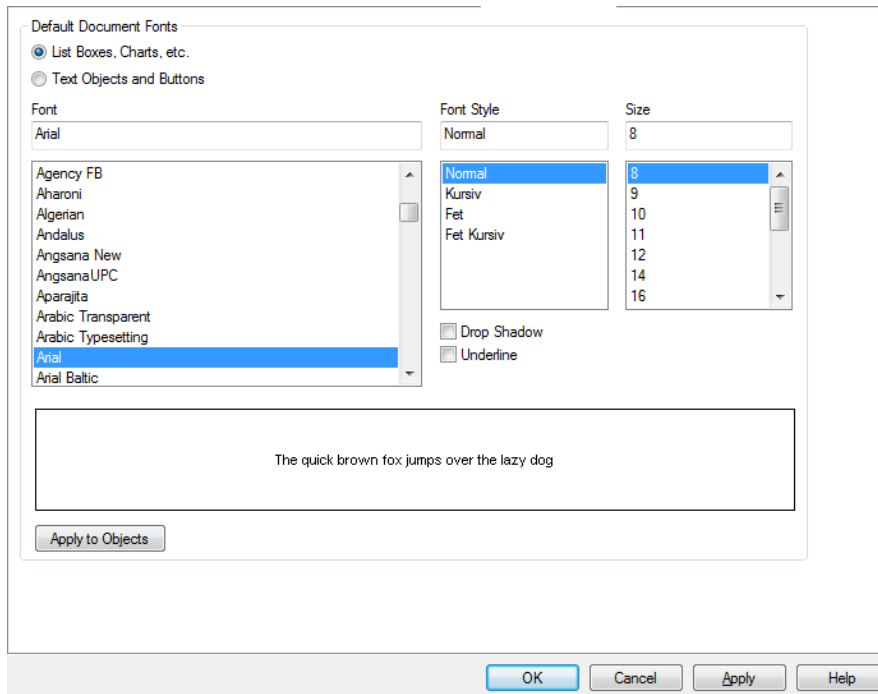 Default Document Fonts
List Boxes, Charts, etc.
Text Objects and Buttons
Font
Arial
Agency FB
Aharoni
Algerian
Andalus
Angsana New
AngsanaUPC
Aparajita
Arabic Transparent
Arabic Typesetting
Arial
Arial Baltic
Font Style
Normal
Normal
Kursiv
Fet
Fet Kursiv
Size
8
8
9
10
11
12
14
16
Drop Shadow
Underline
The quick brown fox jumps over the lazy dog
Apply to Objects
OK
Cancel
Apply
Help